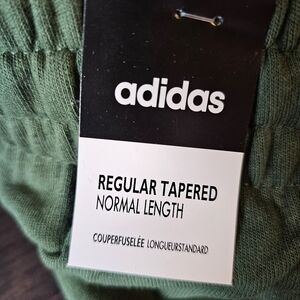 adidas
REGULAR TAPERED
NORMAL LENGTH
COUPERFUSELÉE LONGUEURSTANDARD